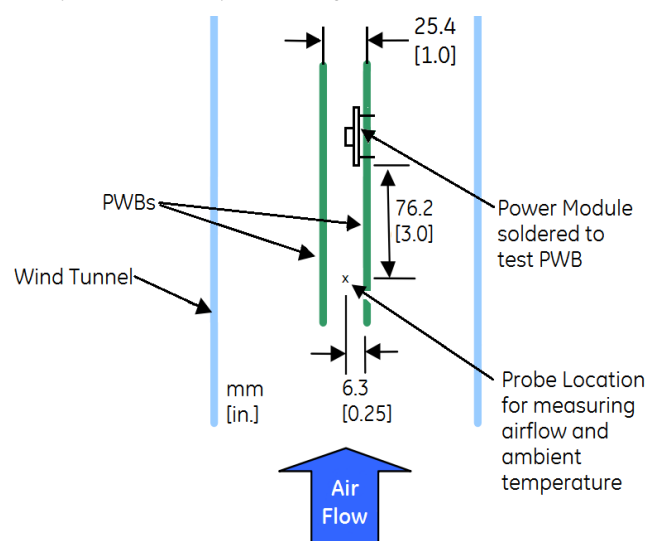 25.4
[1.0]
PWBs
76.2
[3.0]
Power Module
soldered to
test PWB
Wind Tunnel
x
mm
[in.]
6.3
[0.25]
Probe Location
for measuring
airflow and
ambient
temperature
Air
Flow